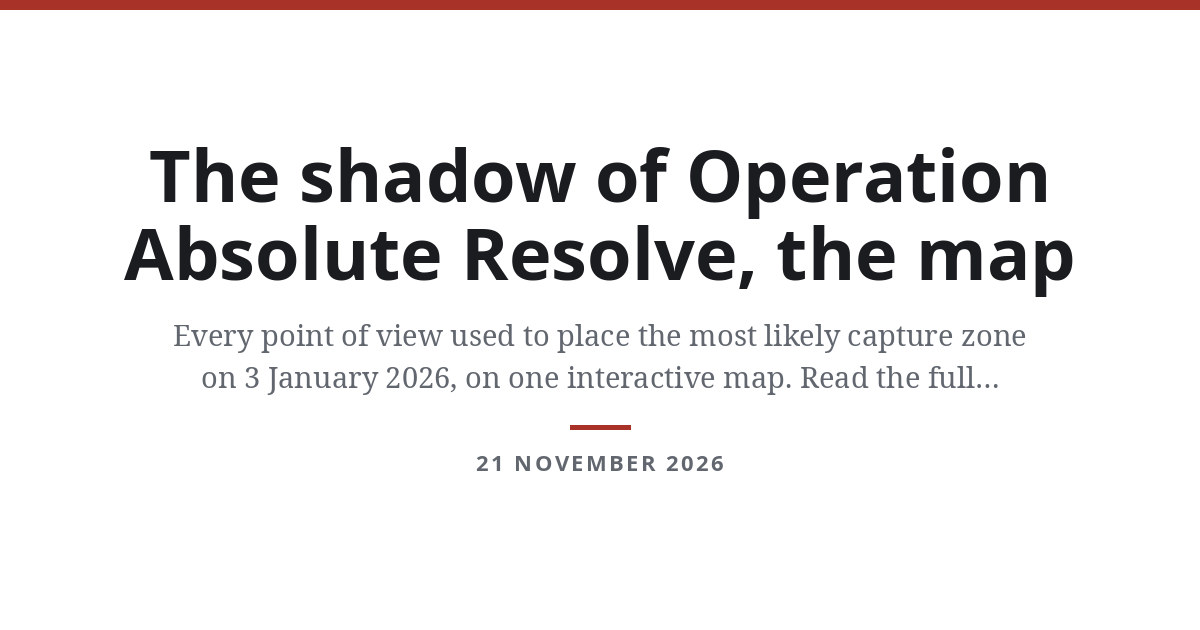 The shadow of Operation
Absolute Resolve, the map
Every point of view used to place the most likely capture zone
on 3 January 2026, on one interactive map. Read the full…
21 NOVEMBER 2026